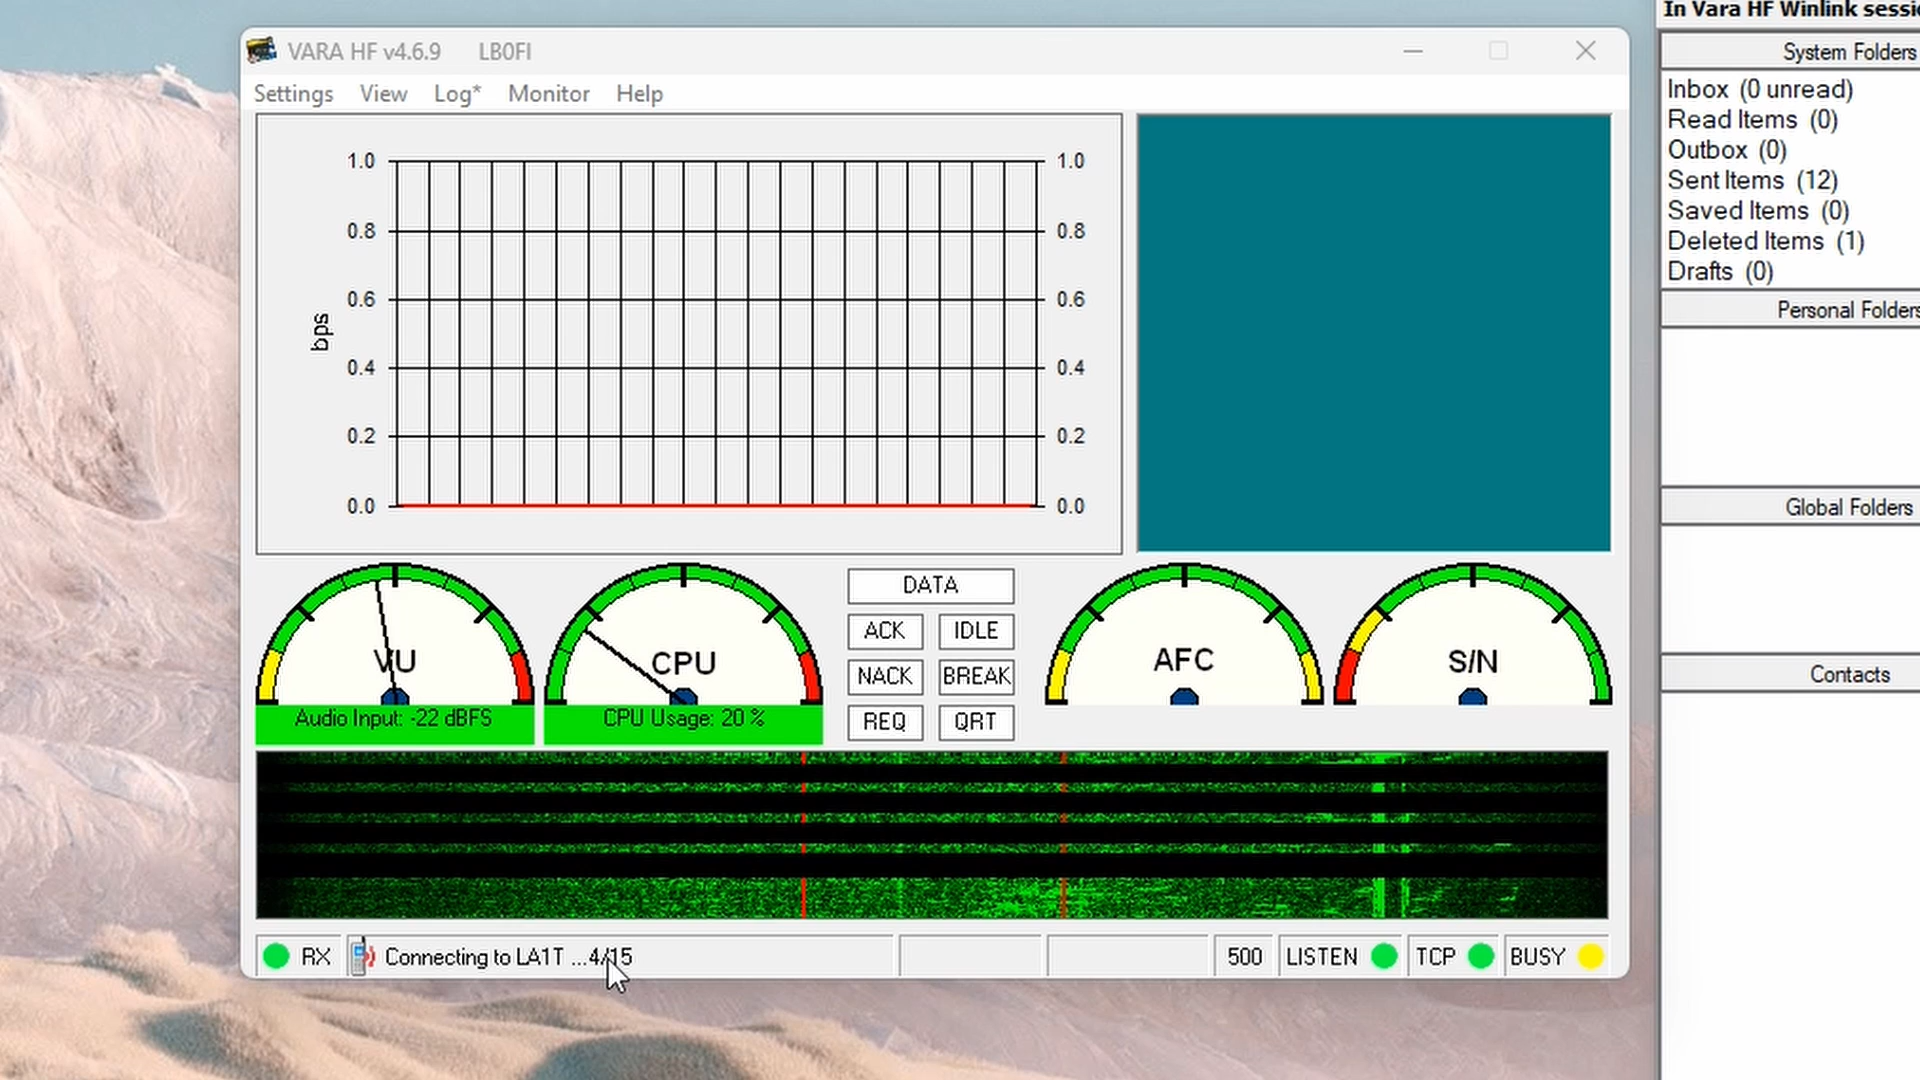 VARA HF v4.6.9 LB0FI
Settings View Log* Monitor Help
1.0 1.0
0.8 0.8
0.6 0.6
bps
0.4 0.4
0.2 0.2
0.0 0.0
VU
Audio Input: -22 dBFS
CPU
CPU Usage: 20 %
DATA
ACK IDLE
NACK BREAK
REQ QRT
AFC
S/N
RX Connecting to LA1T ...4/15 500 LISTEN TCP BUSY
In Vara HF Winlink
System Folders
Inbox (0 unread)
Read Items (0)
Outbox (0)
Sent Items (12)
Saved Items (0)
Deleted Items (1)
Drafts (0)
Personal Folders
Global Folders
Contacts